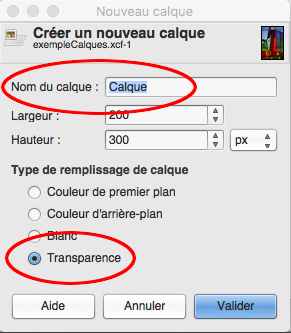 Nouveau calque
Créer un nouveau calque
exempleCalques.xcf-1
Nom du calque : Calque
Largeur : 200
Hauteur : 300 px
Type de remplissage de calque
Couleur de premier plan
Couleur d'arrière-plan
Blanc
Transparence
Aide Annuler Valider